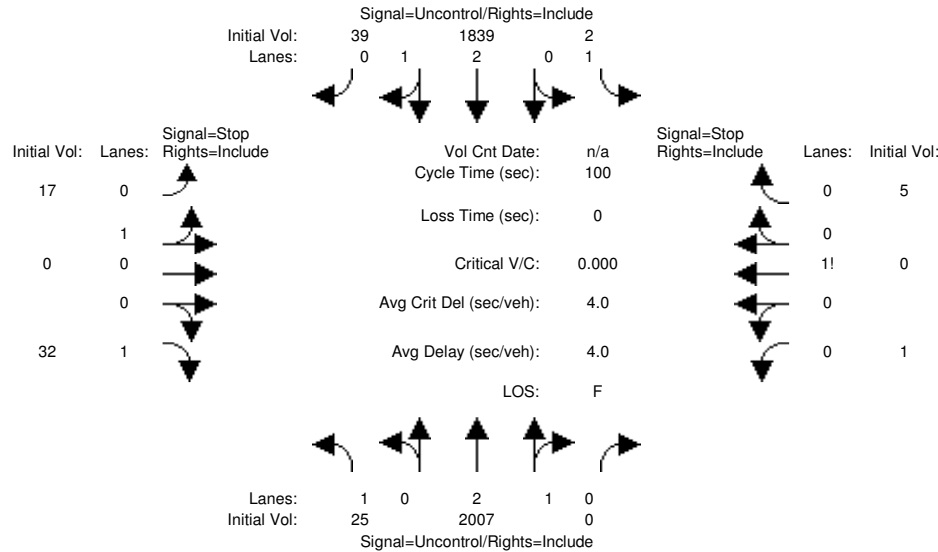 Signal=Uncontrol/Rights=Include
Initial Vol: 39 1839 2
Lanes: 0 1 2 0 1
Signal=Stop
Initial Vol: Lanes: Rights=Include
Vol Cnt Date: n/a
Signal=Stop
Rights=Include Lanes: Initial Vol:
Cycle Time (sec): 100
17 0
0 5
Loss Time (sec): 0
1
0
0 0
Critical V/C: 0.000
1! 0
0
Avg Crit Del (sec/veh): 4.0
0
32 1
Avg Delay (sec/veh): 4.0
0 1
LOS: F
Lanes: 1 0 2 1 0
Initial Vol: 25 2007 0
Signal=Uncontrol/Rights=Include